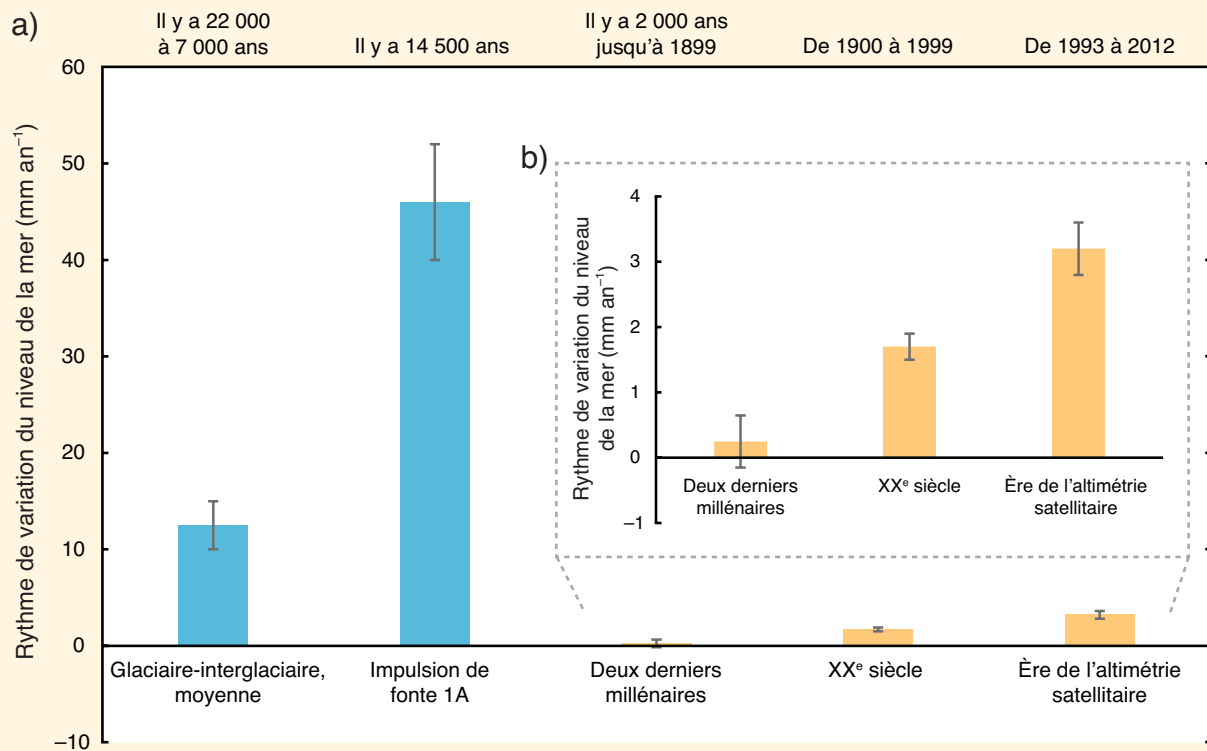 a)
Il y a 22 000
à 7 000 ans
Il y a 14 500 ans
Il y a 2 000 ans
jusqu'à 1899
De 1900 à 1999
De 1993 à 2012
Rythme de variation du niveau de la mer (mm an⁻¹)
60
50
40
30
20
10
0
–10
Glaciaire-interglaciaire,
moyenne
Impulsion de
fonte 1A
Deux derniers
millénaires
XXᵉ siècle
Ère de l'altimétrie
satellitaire
b)
Rythme de variation du niveau
de la mer (mm an⁻¹)
4
3
2
1
0
–1
Deux derniers
millénaires
XXᵉ siècle
Ère de l'altimétrie
satellitaire